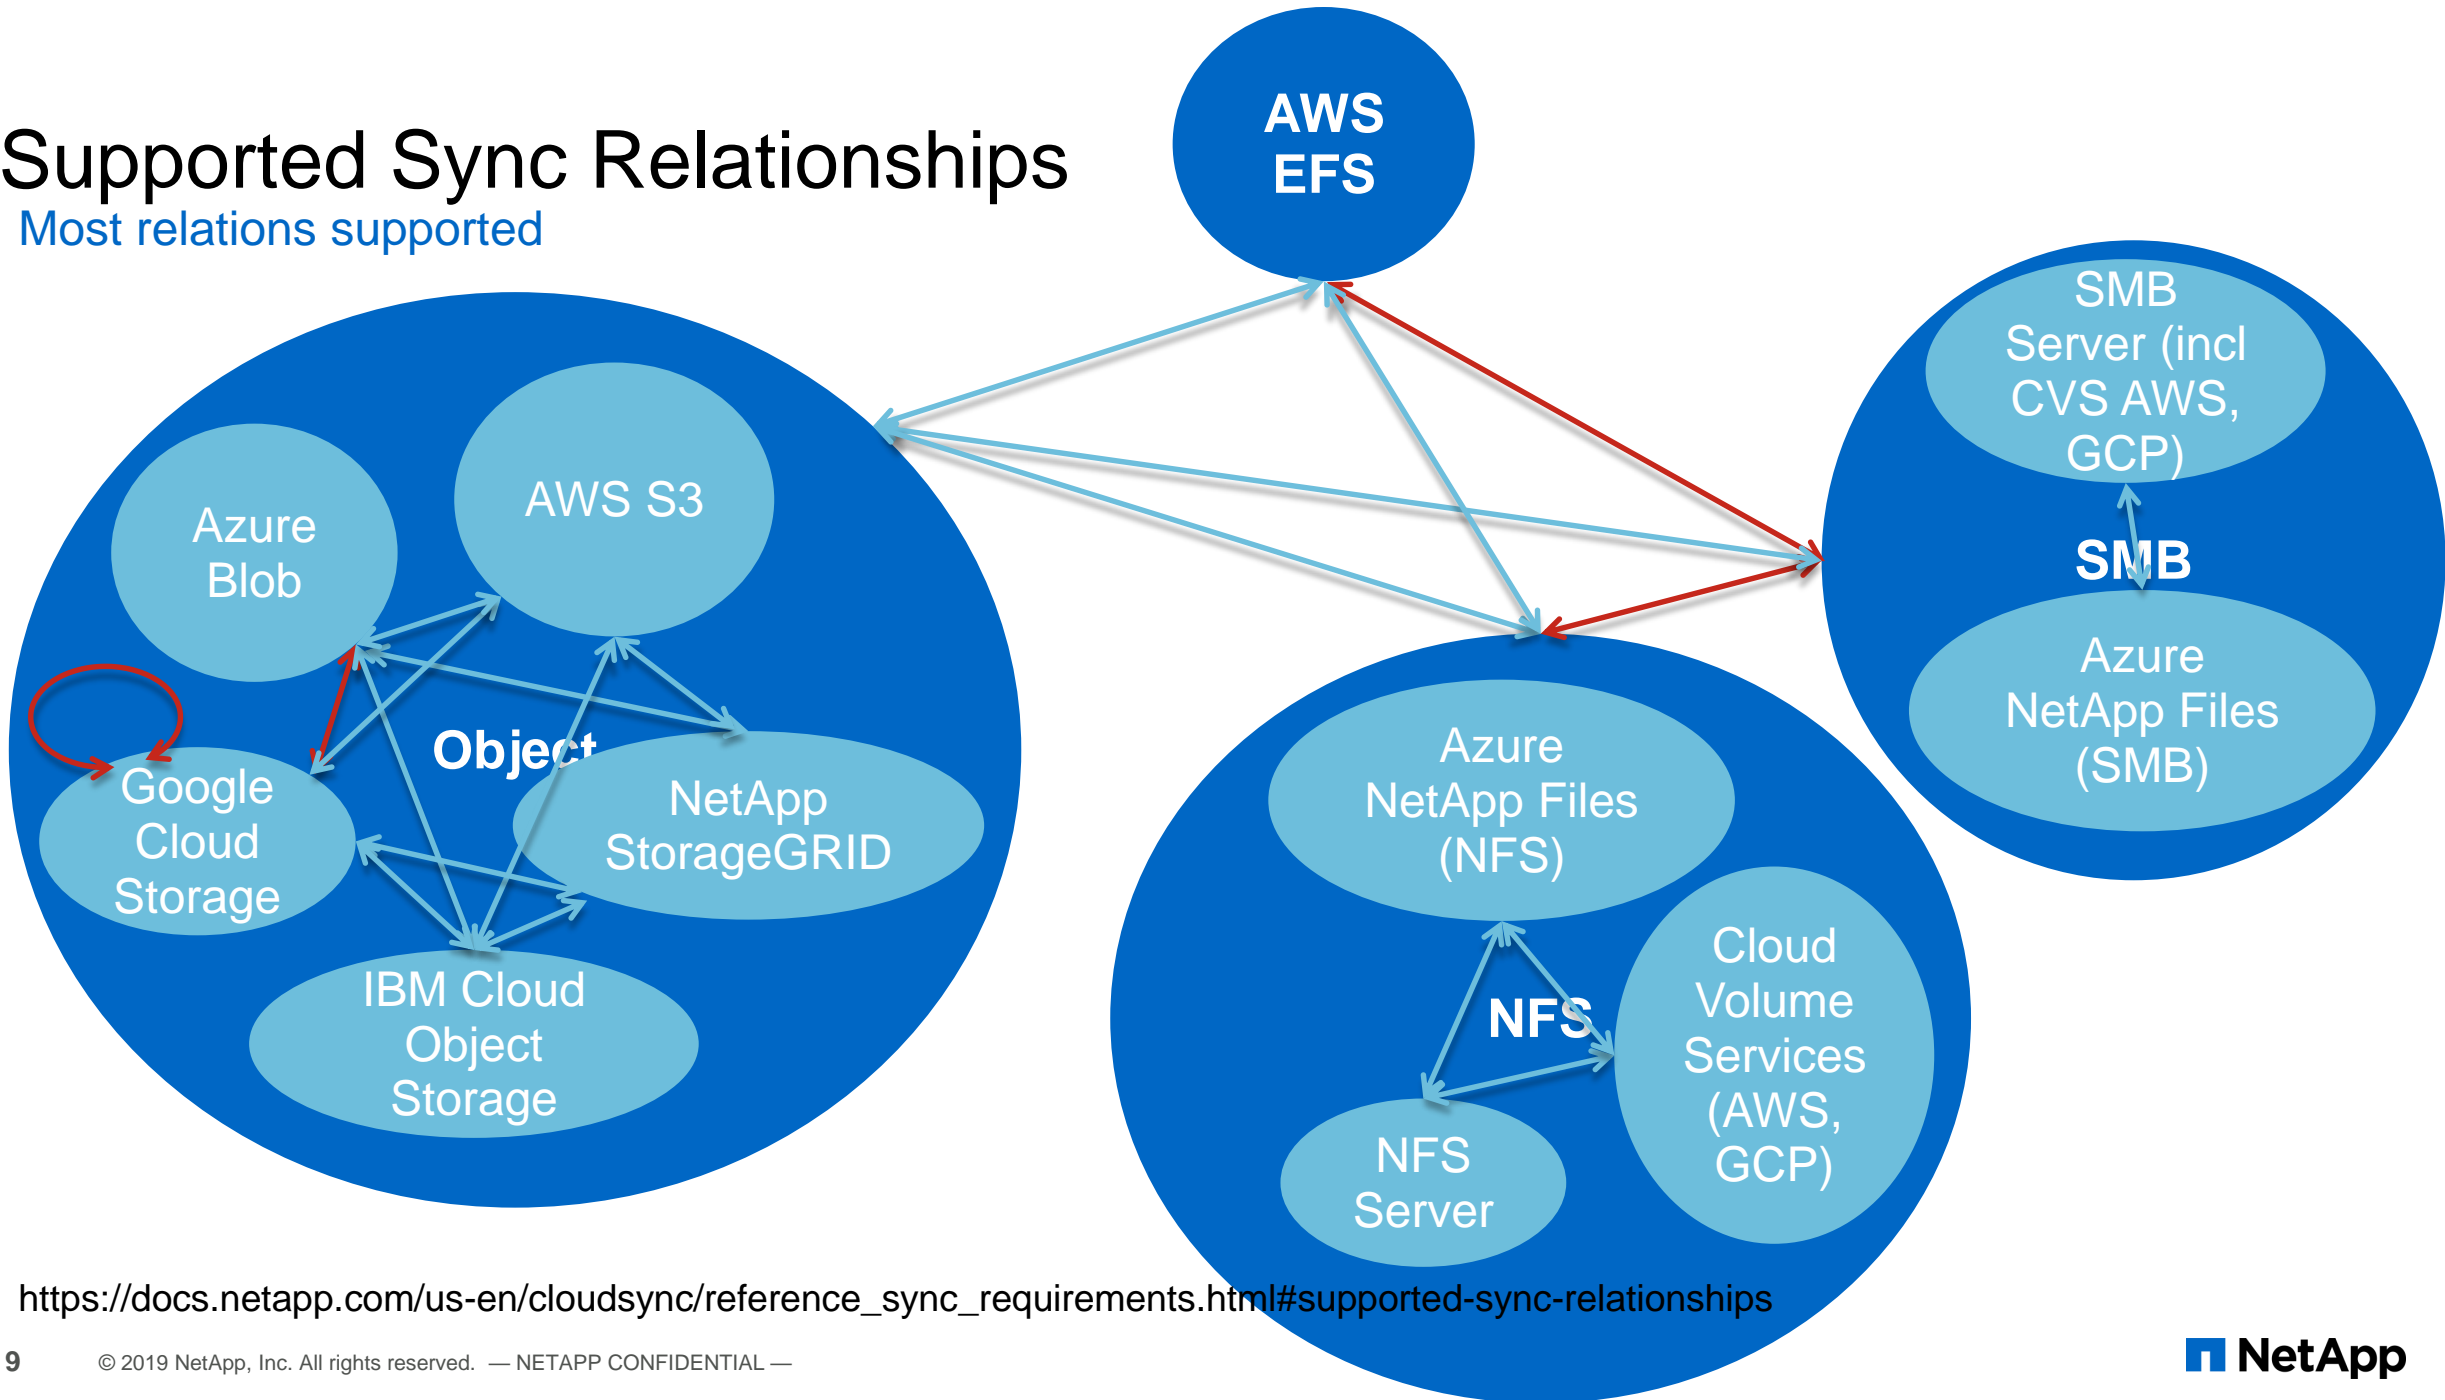 Supported Sync Relationships
Most relations supported
AWS
EFS
Azure
Blob
AWS S3
Object
Google
Cloud
Storage
NetApp
StorageGRID
IBM Cloud
Object
Storage
SMB
Server (incl
CVS AWS,
GCP)
SMB
Azure
NetApp Files
(SMB)
Azure
NetApp Files
(NFS)
NFS
Cloud
Volume
Services
(AWS,
GCP)
NFS
Server
https://docs.netapp.com/us-en/cloudsync/reference_sync_requirements.html#supported-sync-relationships
9 © 2019 NetApp, Inc. All rights reserved. — NETAPP CONFIDENTIAL —
NetApp